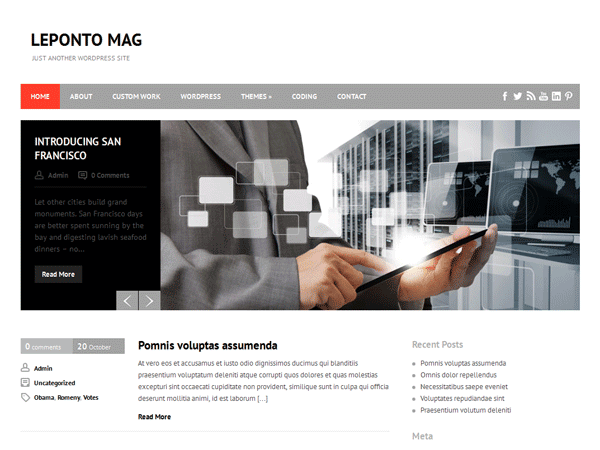 LEPONTO MAG
JUST ANOTHER WORDPRESS SITE
HOME ABOUT CUSTOM WORK WORDPRESS THEMES » CODING CONTACT
INTRODUCING SAN
FRANCISCO
Admin 0 Comments
Let other cities build grand
monuments. San Francisco days
are better spent sunning by the
bay and digesting lavish seafood
dinners – no...
Read More
0 comments 20 October
Admin
Uncategorized
Obama, Romeny, Votes
Pomnis voluptas assumenda
At vero eos et accusamus et iusto odio dignissimos ducimus qui blanditiis
praesentium voluptatum deleniti atque corrupti quos dolores et quas molestias
excepturi sint occaecati cupiditate non provident, similique sunt in culpa qui officia
deserunt mollitia animi, id est laborum [...]
Read More
Recent Posts
Pomnis voluptas assumenda
Omnis dolor repellendus
Necessitatibus saepe eveniet
Voluptates repudiandae sint
Praesentium volutum deleniti
Meta